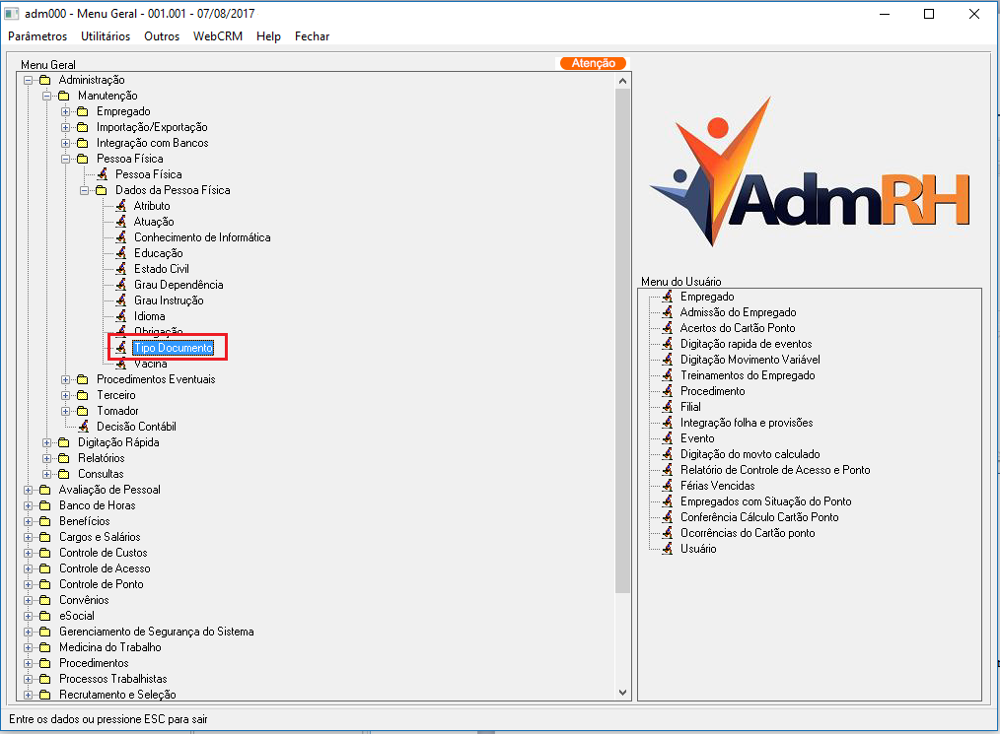 adm000 - Menu Geral - 001.001 - 07/08/2017
Parâmetros Utilitários Outros WebCRM Help Fechar
Menu Geral
Atenção
Administração
Manutenção
Empregado
Importação/Exportação
Integração com Bancos
Pessoa Física
Pessoa Física
Dados da Pessoa Física
Atributo
Atuação
Conhecimento de Informática
Educação
Estado Civil
Grau Dependência
Grau Instrução
Idioma
Obrigação
Tipo Documento
Vacina
Procedimentos Eventuais
Terceiro
Tomador
Decisão Contábil
Digitação Rápida
Relatórios
Consultas
Avaliação de Pessoal
Banco de Horas
Benefícios
Cargos e Salários
Controle de Custos
Controle de Acesso
Controle de Ponto
Convênios
eSocial
Gerenciamento de Segurança do Sistema
Medicina do Trabalho
Procedimentos
Processos Trabalhistas
Recrutamento e Seleção
AdmRH
Menu do Usuário
Empregado
Admissão do Empregado
Acertos do Cartão Ponto
Digitação rapida de eventos
Digitação Movimento Variável
Treinamentos do Empregado
Procedimento
Filial
Integração folha e provisões
Evento
Digitação do movto calculado
Relatório de Controle de Acesso e Ponto
Férias Vencidas
Empregados com Situação do Ponto
Conferência Cálculo Cartão Ponto
Ocorrências do Cartão ponto
Usuário
Entre os dados ou pressione ESC para sair